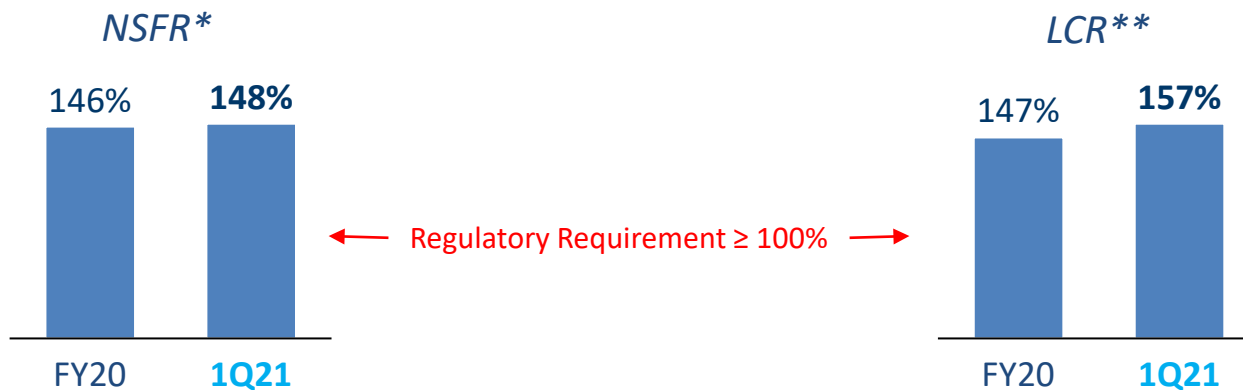 NSFR*
146%
148%
FY20
1Q21
Regulatory Requirement ≥ 100%
LCR**
147%
157%
FY20
1Q21